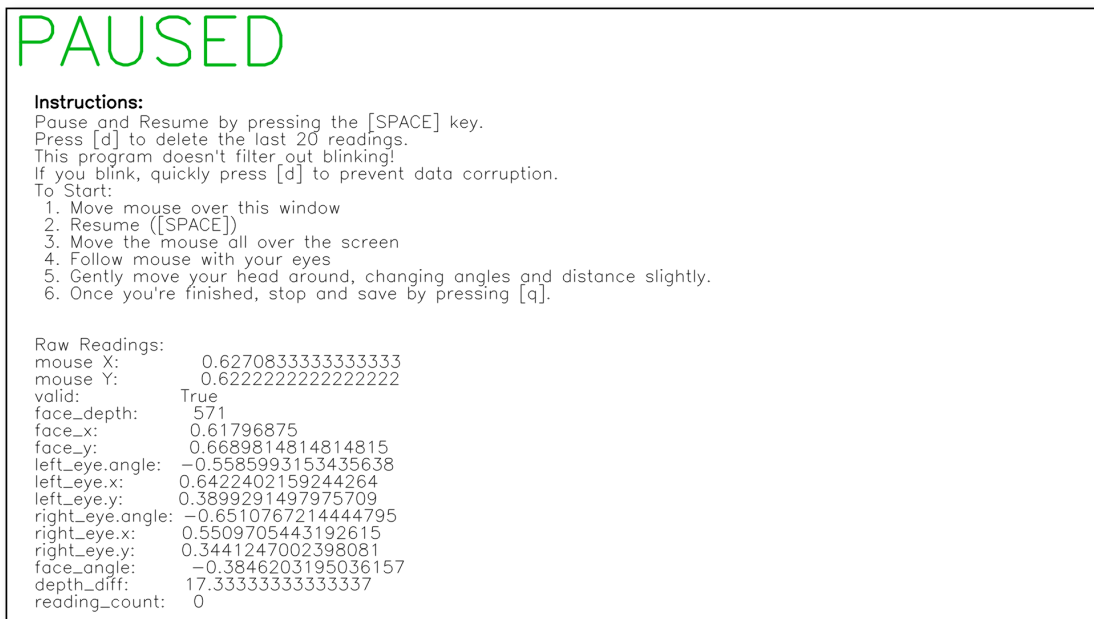 PAUSED
Instructions:
Pause and Resume by pressing the [SPACE] key.
Press [d] to delete the last 20 readings.
This program doesn't filter out blinking!
If you blink, quickly press [d] to prevent data corruption.
To Start:
1. Move mouse over this window
2. Resume ([SPACE])
3. Move the mouse all over the screen
4. Follow mouse with your eyes
5. Gently move your head around, changing angles and distance slightly.
6. Once you're finished, stop and save by pressing [q].
Raw Readings:
mouse X: 0.6270833333333333
mouse Y: 0.6222222222222222
valid: True
face_depth: 571
face_x: 0.61796875
face_y: 0.6689814814814815
left_eye.angle: -0.5585993153435638
left_eye.x: 0.6422402159244264
left_eye.y: 0.3899291497975709
right_eye.angle: -0.6510767214444795
right_eye.x: 0.5509705443192615
right_eye.y: 0.3441247002398081
face_angle: -0.3846203195036157
depth_diff: 17.33333333333337
reading_count: 0